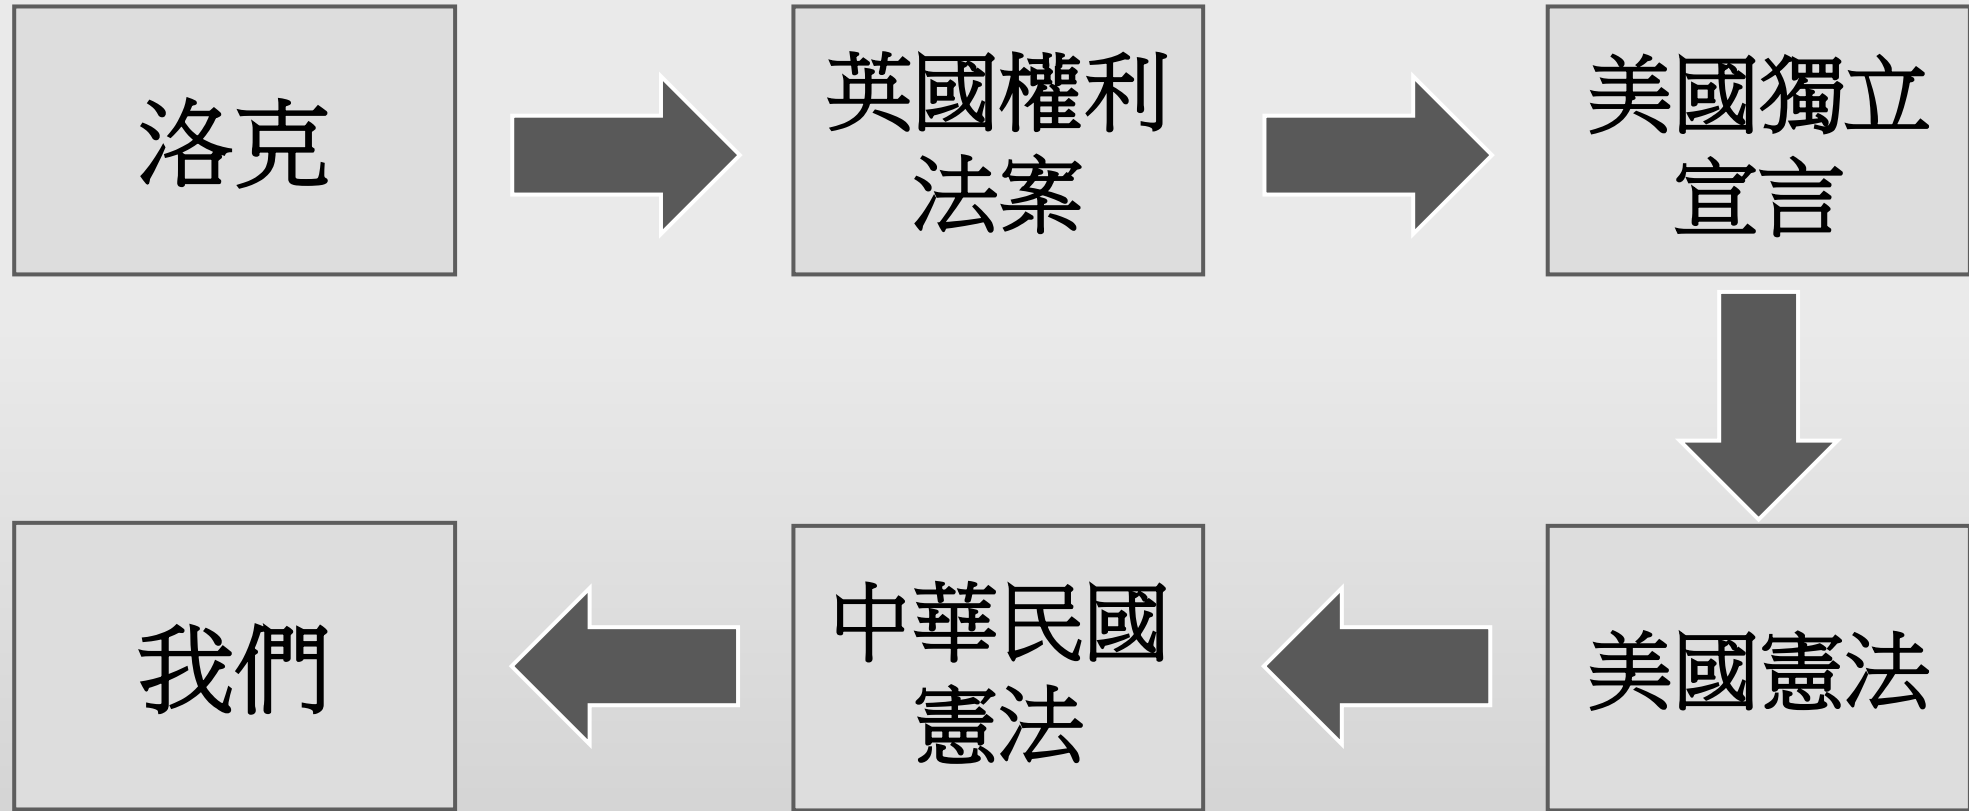 洛克
英國權利
法案
美國獨立
宣言
美國憲法
中華民國
憲法
我們